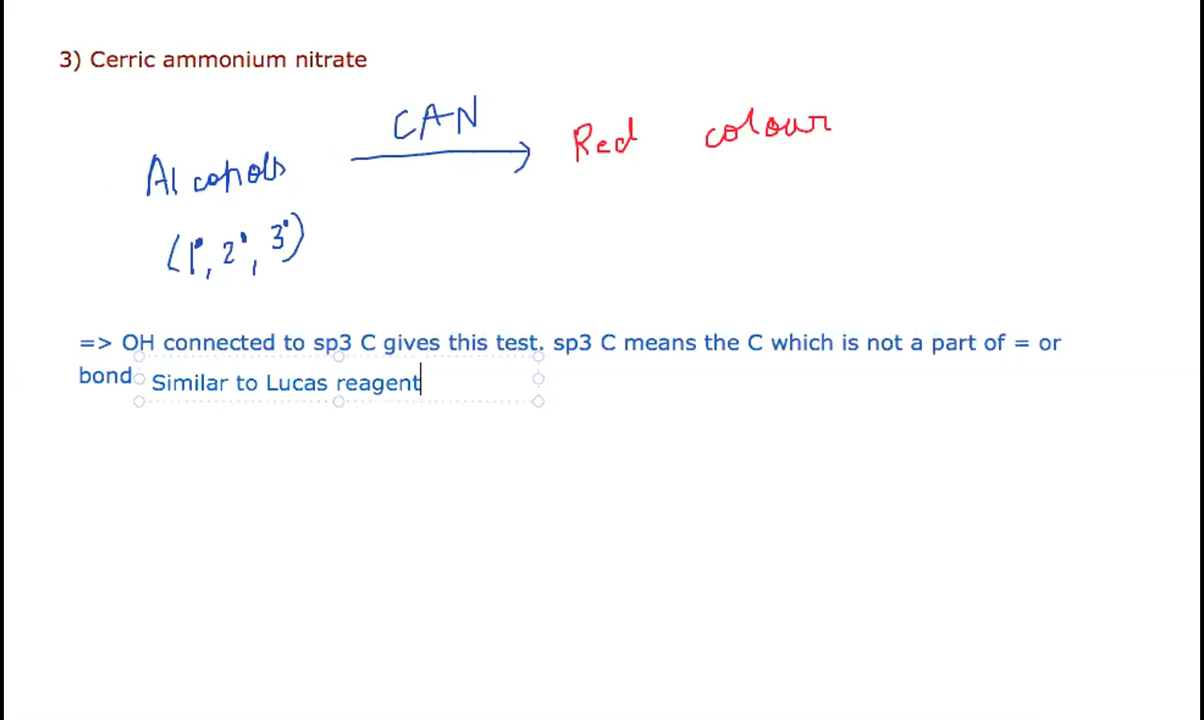 3) Cerric ammonium nitrate
CAN
Red colour
Alcohols
(1°, 2°, 3°)
=> OH connected to sp3 C gives this test. sp3 C means the C which is not a part of = or
bond
Similar to Lucas reagent